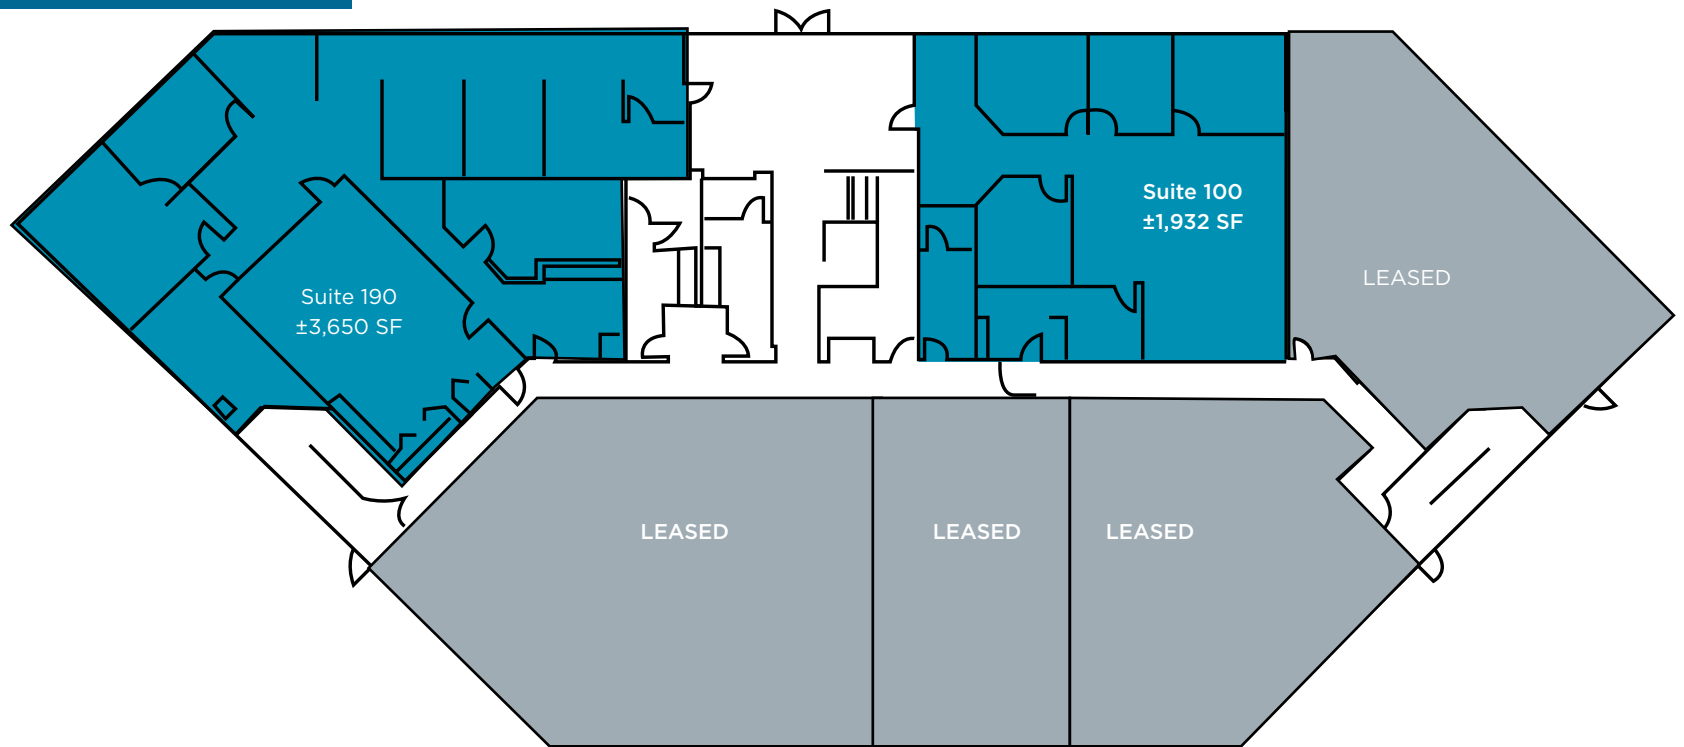 Suite 100
±1,932 SF
LEASED
Suite 190
±3,650 SF
LEASED
LEASED
LEASED